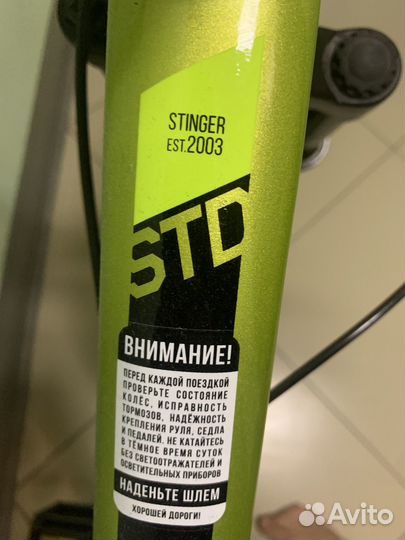 STINGER
EST.2003
STD
ВНИМАНИЕ!
ПЕРЕД КАЖДОЙ ПОЕЗДКОЙ
ПРОВЕРЬТЕ СОСТОЯНИЕ
КОЛЁС, ИСПРАВНОСТЬ
ТОРМОЗОВ, НАДЁЖНОСТЬ
КРЕПЛЕНИЯ РУЛЯ, СЕДЛА
И ПЕДАЛЕЙ. НЕ КАТАЙТЕСЬ
В ТЁМНОЕ ВРЕМЯ СУТОК
БЕЗ СВЕТООТРАЖАТЕЛЕЙ И
ОСВЕТИТЕЛЬНЫХ ПРИБОРОВ
НАДЕНЬТЕ ШЛЕМ
ХОРОШЕЙ ДОРОГИ!
Avito